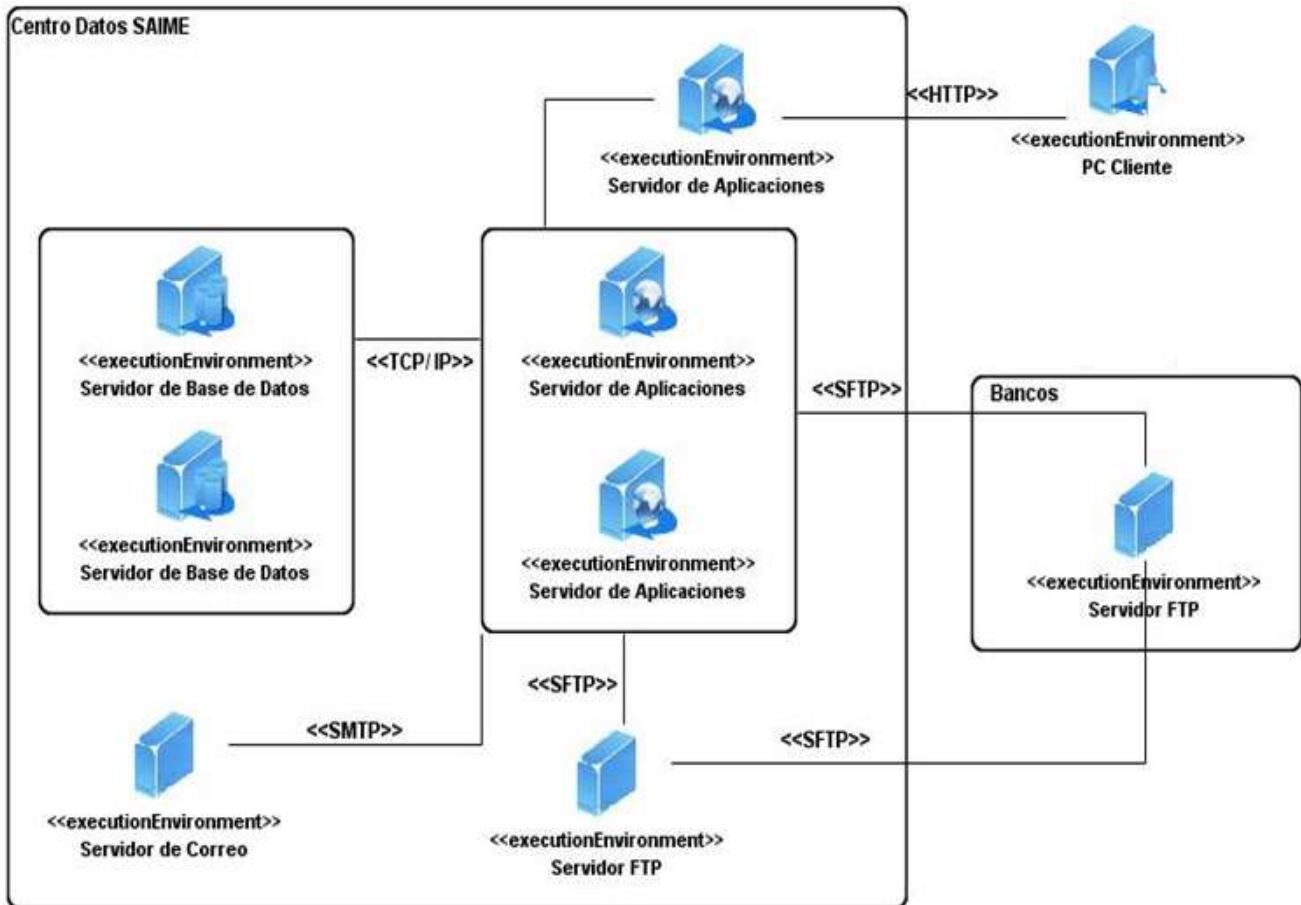 Centro Datos SAIME
<<HTTP>>
<<executionEnvironment>>
Servidor de Aplicaciones
<<executionEnvironment>>
PC Cliente
<<executionEnvironment>>
Servidor de Base de Datos
<<TCP/IP>>
<<executionEnvironment>>
Servidor de Aplicaciones
<<SFTP>>
Bancos
<<executionEnvironment>>
Servidor de Base de Datos
<<executionEnvironment>>
Servidor de Aplicaciones
<<executionEnvironment>>
Servidor FTP
<<SFTP>>
<<SMTP>>
<<SFTP>>
<<executionEnvironment>>
Servidor de Correo
<<executionEnvironment>>
Servidor FTP